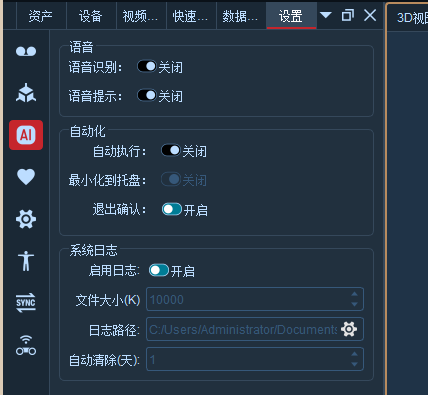 资产 设备 视频... 快速... 数据... 设置 3D视图
语音
语音识别： 关闭
语音提示： 关闭
AI
自动化
自动执行： 关闭
最小化到托盘： 关闭
退出确认： 开启
系统日志
启用日志: 开启
文件大小(K) 10000
SYNC
日志路径: C:/Users/Administrator/Documents
自动清除(天): 1